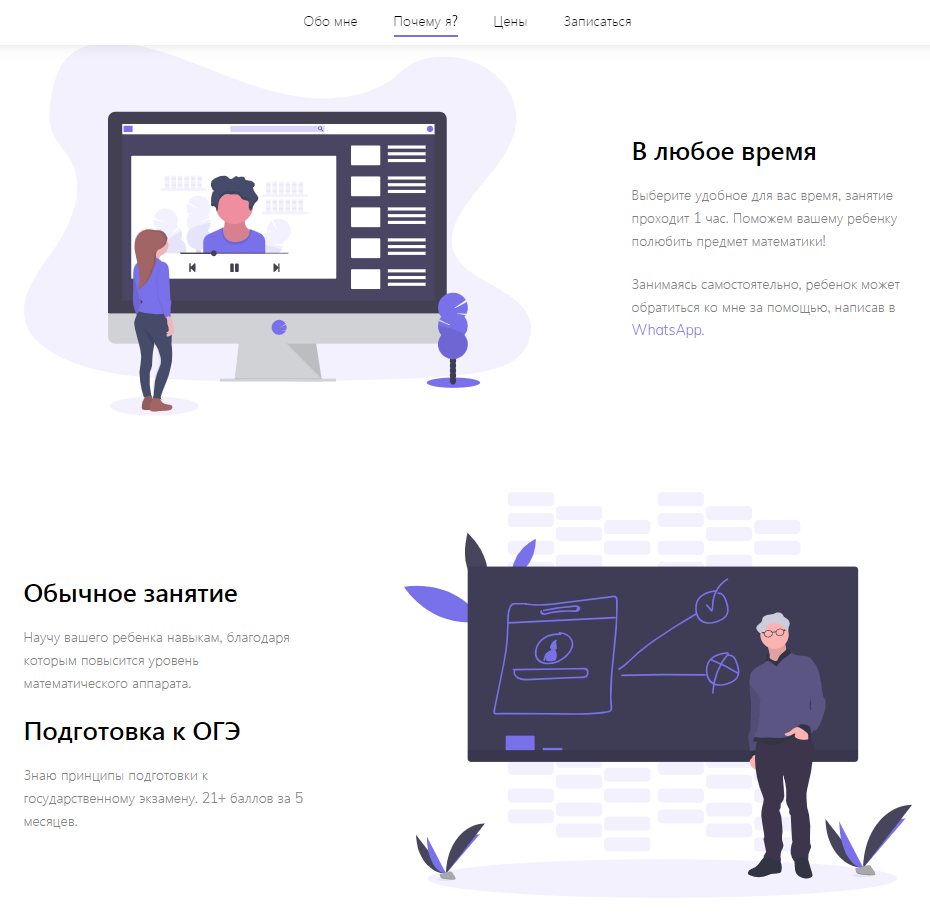 Обо мне Почему я? Цены Записаться
В любое время
Выберите удобное для вас время, занятие
проходит 1 час. Поможем вашему ребенку
полюбить предмет математики!
Занимаясь самостоятельно, ребенок может
обратиться ко мне за помощью, написав в
WhatsApp.
Обычное занятие
Научу вашего ребенка навыкам, благодаря
которым повысится уровень
математического аппарата.
Подготовка к ОГЭ
Знаю принципы подготовки к
государственному экзамену. 21+ баллов за 5
месяцев.